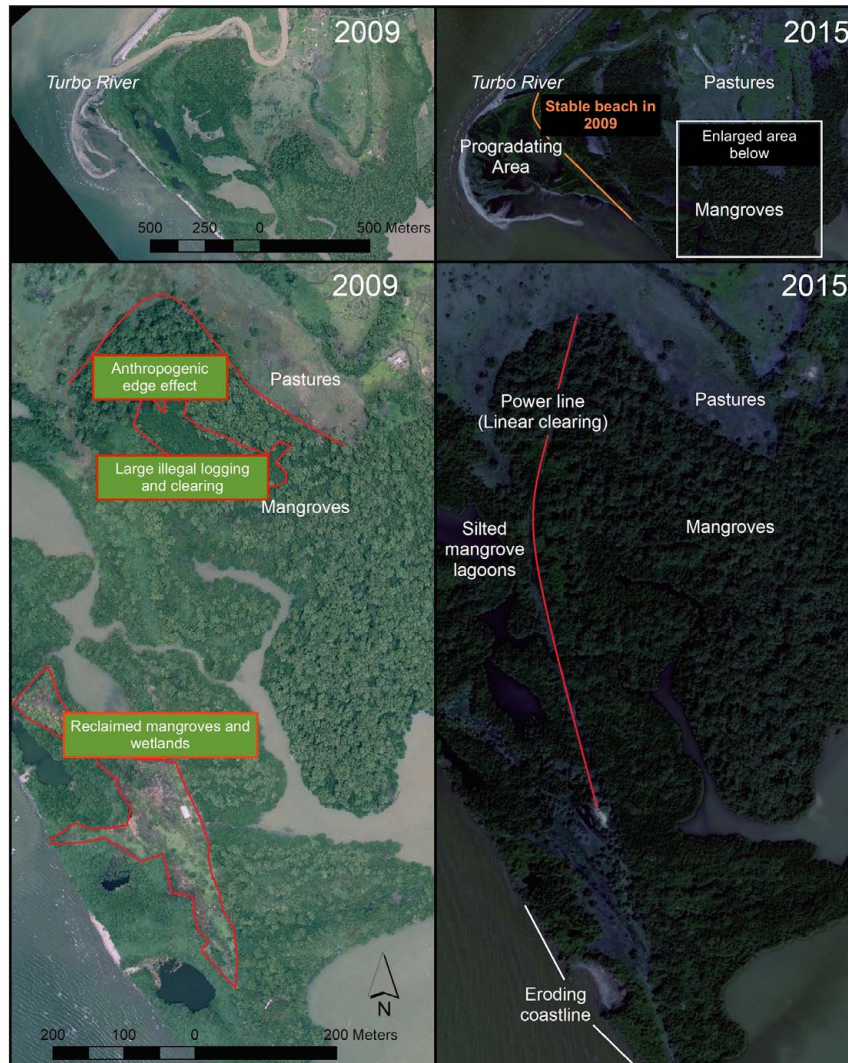 2009
Turbo River
500 250 0 500 Meters
2015
Turbo River
Pastures
Stable beach in
2009
Progradating
Area
Enlarged area
below
Mangroves
2009
Anthropogenic
edge effect
Pastures
Large illegal logging
and clearing
Mangroves
Reclaimed mangroves and
wetlands
N
200 100 0 200 Meters
2015
Power line
(Linear clearing)
Pastures
Silted
mangrove
lagoons
Mangroves
Eroding
coastline